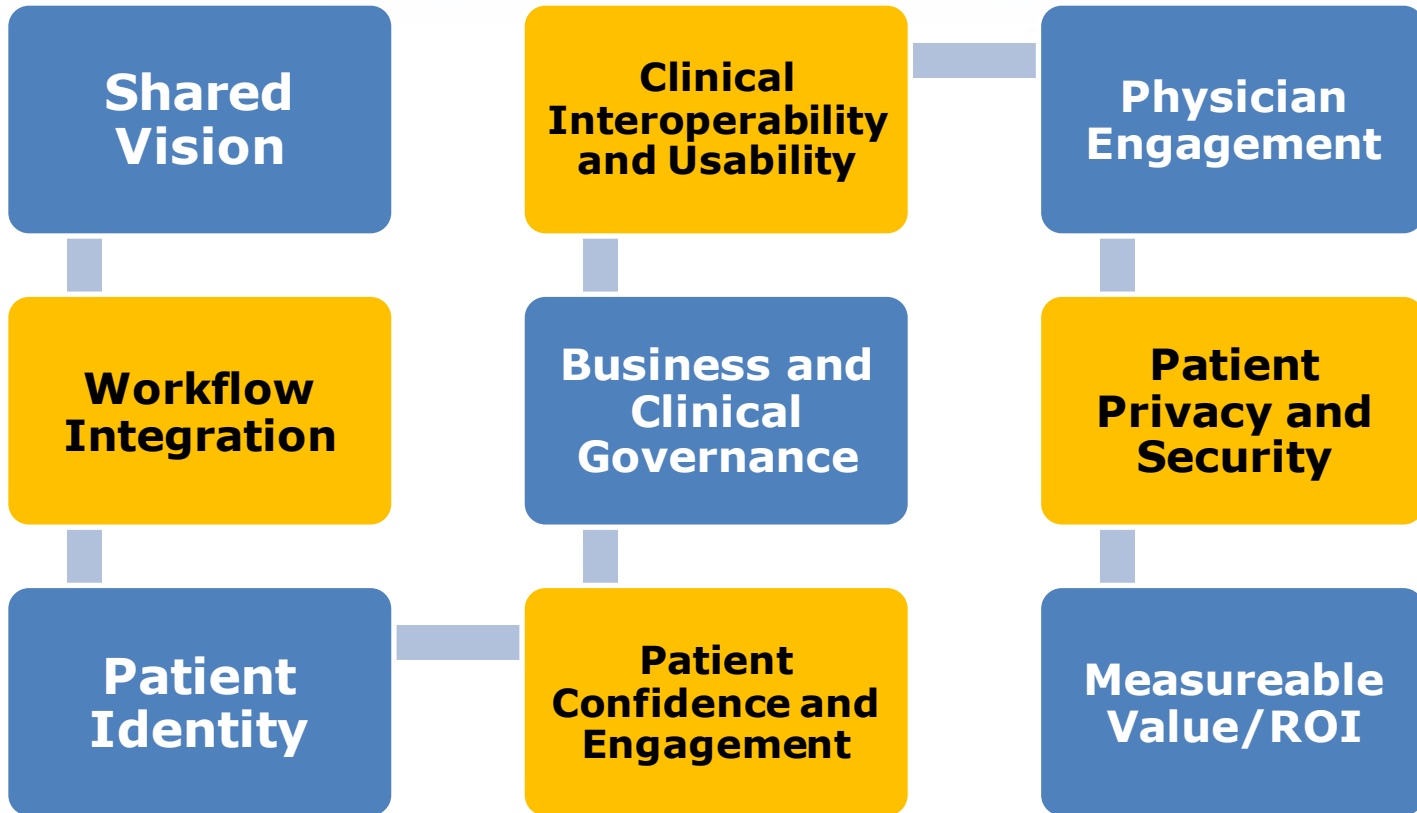 Shared
Vision
Workflow
Integration
Patient
Identity
Patient
Confidence and
Engagement
Business and
Clinical
Governance
Clinical
Interoperability
and Usability
Physician
Engagement
Patient
Privacy and
Security
Measureable
Value/ROI